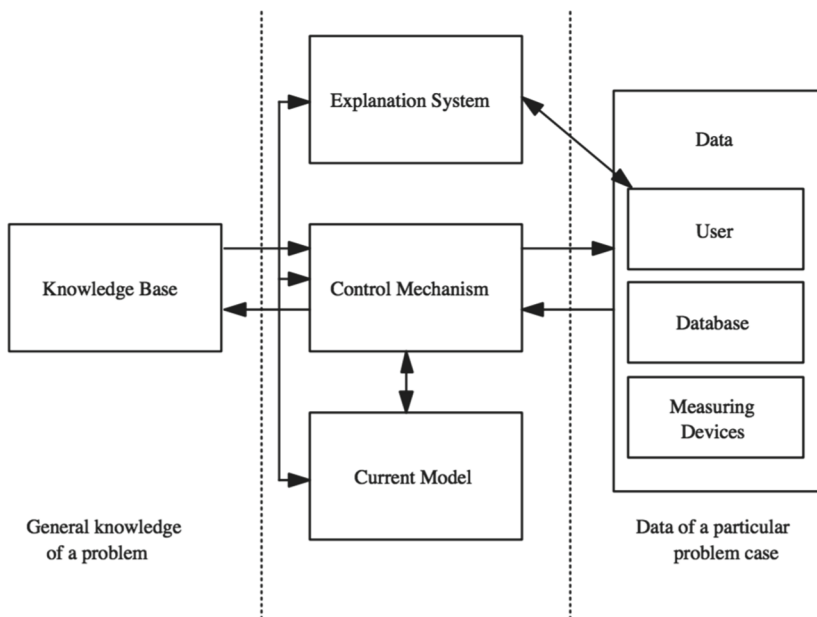 Explanation System
Data
User
Knowledge Base
Control Mechanism
Database
Measuring
Devices
Current Model
General knowledge
of a problem
Data of a particular
problem case